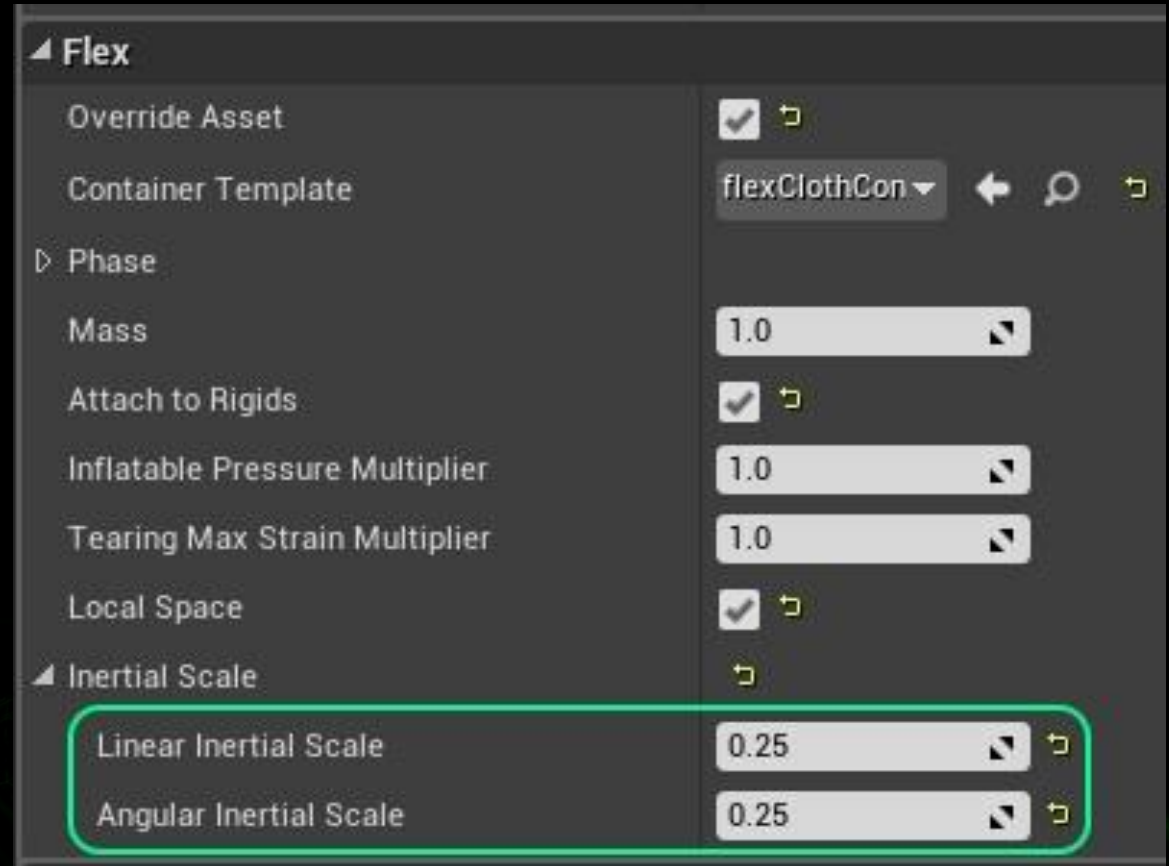 Flex
Override Asset
Container Template flexClothCon
Phase
Mass 1.0
Attach to Rigids
Inflatable Pressure Multiplier 1.0
Tearing Max Strain Multiplier 1.0
Local Space
Inertial Scale
Linear Inertial Scale 0.25
Angular Inertial Scale 0.25